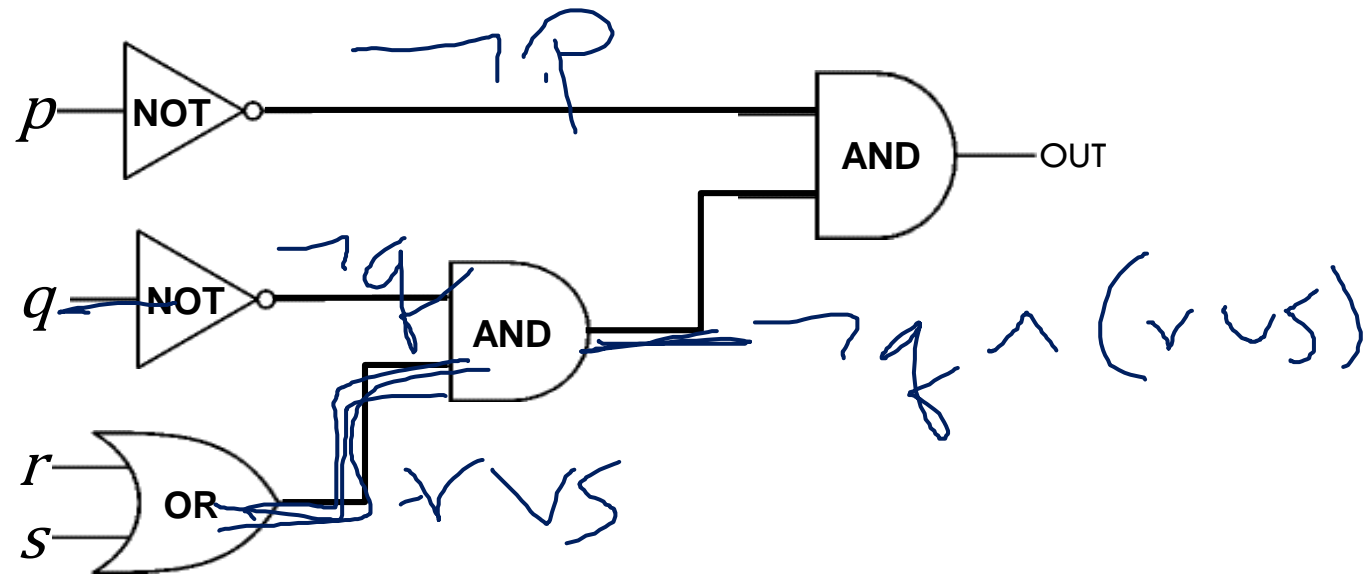 ¬p
p NOT
AND OUT
¬q
q NOT
AND
¬q ∧ (r ∨ s)
r
OR
r ∨ s
s